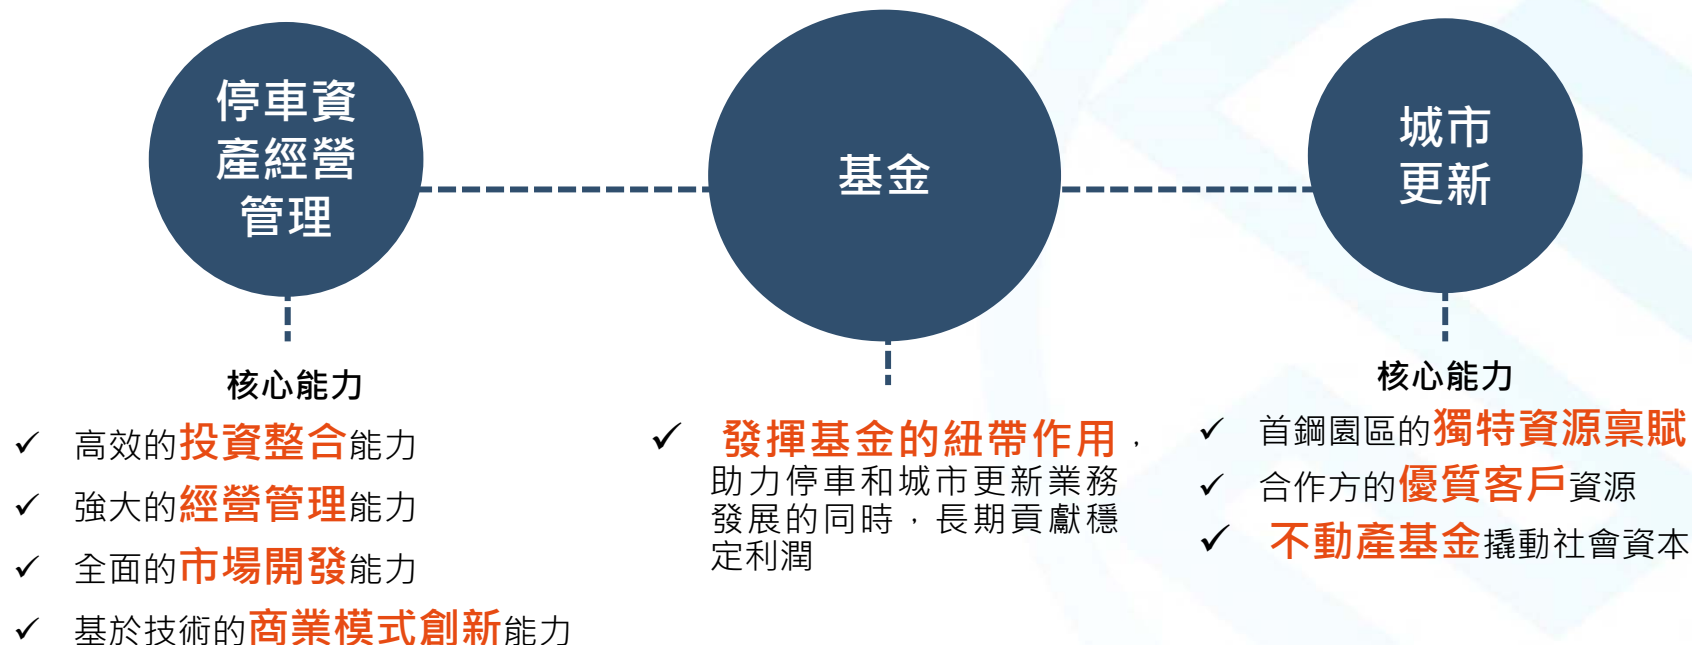 停車資
產經營
管理
基金
城市
更新
核心能力
✓ 高效的投資整合能力
✓ 強大的經營管理能力
✓ 全面的市場開發能力
✓ 基於技術的商業模式創新能力
✓ 發揮基金的紐帶作用，
助力停車和城市更新業務
發展的同時，長期貢獻穩
定利潤
核心能力
✓ 首鋼園區的獨特資源稟賦
✓ 合作方的優質客戶資源
✓ 不動產基金撬動社會資本